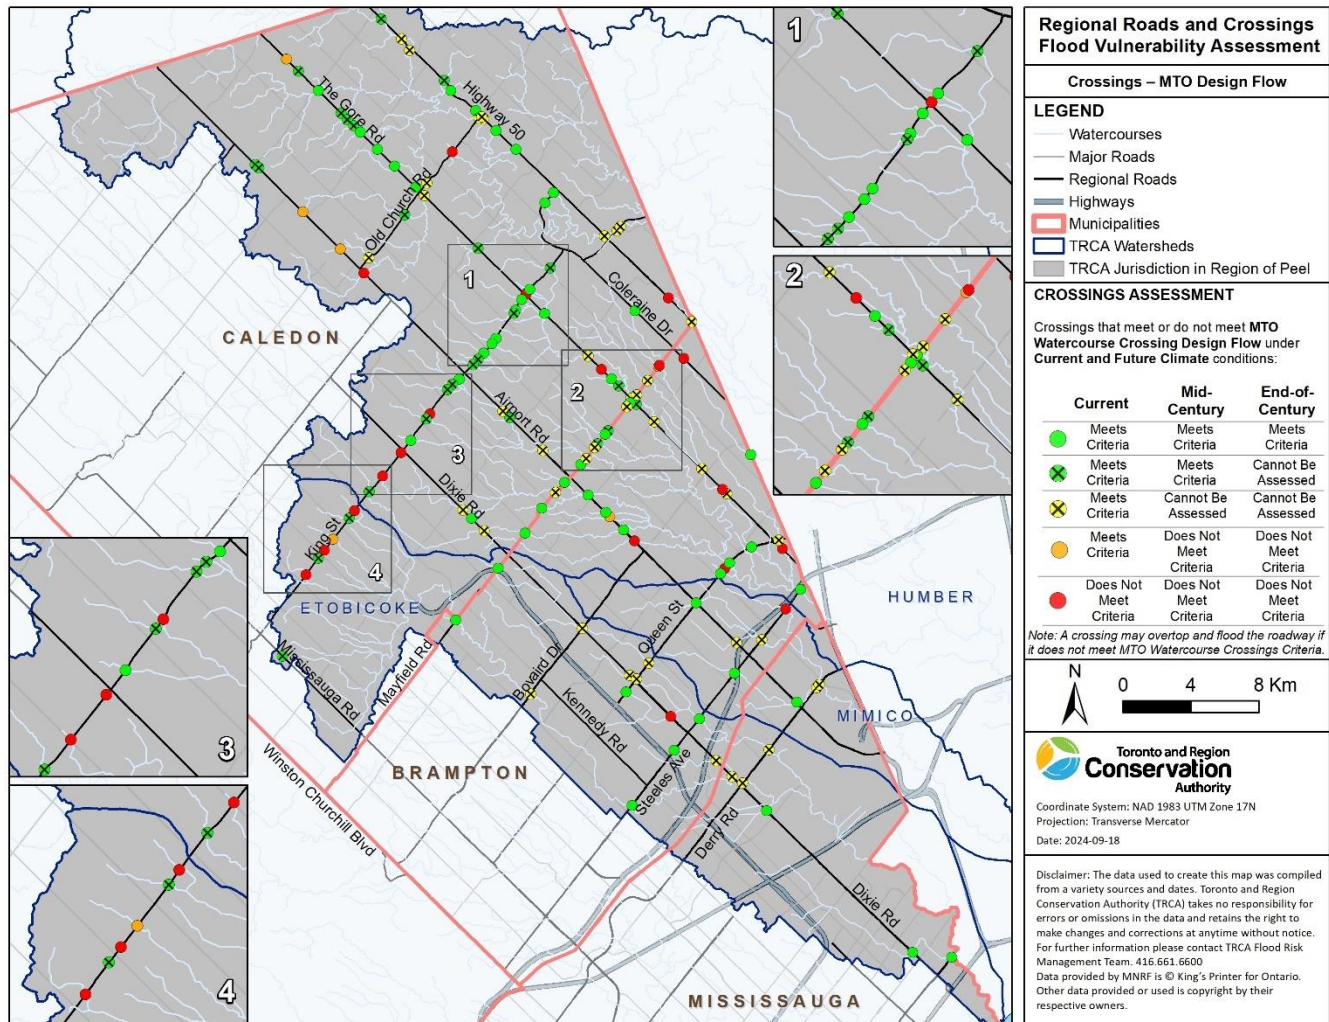 The Gore Rd
Highway 50
Old Church Rd
1
Coleraine Dr
CALEDON
2
Airport Rd
3
Dixie Rd
King St
4
ETOBICOKE
HUMBER
Mississauga Rd
Mayfield Rd
Queen St
Bovaird Dr
Kennedy Rd
MIMICO
BRAMPTON
Steeles Ave
Winston Churchill Blvd
Derry Rd
Dixie Rd
MISSISSAUGA
1
2
3
4
Regional Roads and Crossings
Flood Vulnerability Assessment
Crossings – MTO Design Flow
LEGEND
Watercourses
Major Roads
Regional Roads
Highways
Municipalities
TRCA Watersheds
TRCA Jurisdiction in Region of Peel
CROSSINGS ASSESSMENT
Crossings that meet or do not meet MTO
Watercourse Crossing Design Flow under
Current and Future Climate conditions:
Current Mid-Century End-of-Century
Meets Criteria Meets Criteria Meets Criteria
Meets Criteria Meets Criteria Cannot Be Assessed
Meets Criteria Cannot Be Assessed Cannot Be Assessed
Meets Criteria Does Not Meet Criteria Does Not Meet Criteria
Does Not Meet Criteria Does Not Meet Criteria Does Not Meet Criteria
Note: A crossing may overtop and flood the roadway if
it does not meet MTO Watercourse Crossings Criteria.
N
0 4 8 Km
Toronto and Region
Conservation
Authority
Coordinate System: NAD 1983 UTM Zone 17N
Projection: Transverse Mercator
Date: 2024-09-18
Disclaimer: The data used to create this map was compiled
from a variety sources and dates. Toronto and Region
Conservation Authority (TRCA) takes no responsibility for
errors or omissions in the data and retains the right to
make changes and corrections at anytime without notice.
For further information please contact TRCA Flood Risk
Management Team. 416.661.6600
Data provided by MNRF is © King's Printer for Ontario.
Other data provided or used is copyright by their
respective owners.